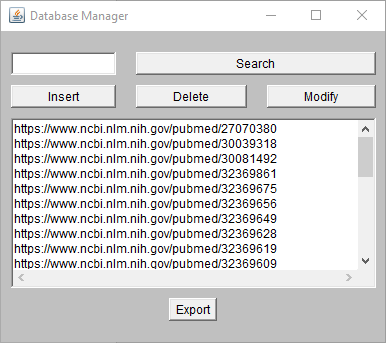 Database Manager
Search
Insert Delete Modify
https://www.ncbi.nlm.nih.gov/pubmed/27070380
https://www.ncbi.nlm.nih.gov/pubmed/30039318
https://www.ncbi.nlm.nih.gov/pubmed/30081492
https://www.ncbi.nlm.nih.gov/pubmed/32369861
https://www.ncbi.nlm.nih.gov/pubmed/32369675
https://www.ncbi.nlm.nih.gov/pubmed/32369656
https://www.ncbi.nlm.nih.gov/pubmed/32369649
https://www.ncbi.nlm.nih.gov/pubmed/32369628
https://www.ncbi.nlm.nih.gov/pubmed/32369619
https://www.ncbi.nlm.nih.gov/pubmed/32369609
Export